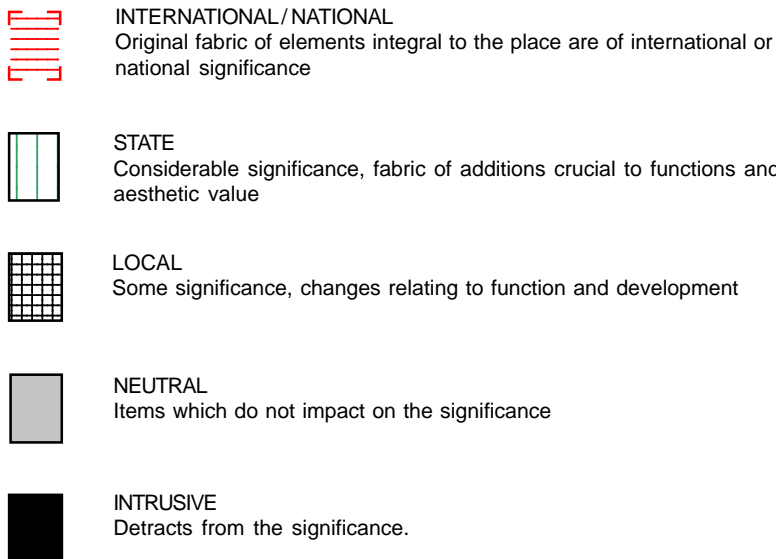 INTERNATIONAL/NATIONAL
Original fabric of elements integral to the place are of international or
national significance
STATE
Considerable significance, fabric of additions crucial to functions and
aesthetic value
LOCAL
Some significance, changes relating to function and development
NEUTRAL
Items which do not impact on the significance
INTRUSIVE
Detracts from the significance.